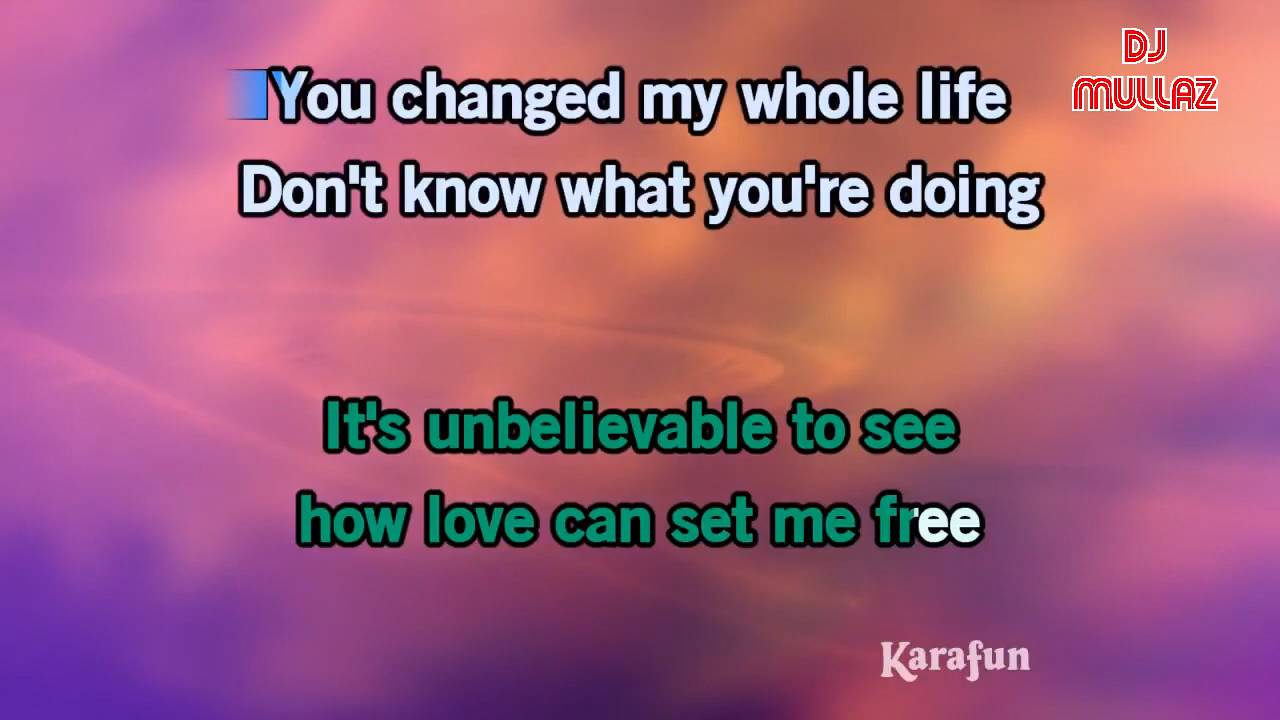 DJ
MULLAZ
You changed my whole life
Don't know what you're doing
It's unbelievable to see
how love can set me free
Karafun